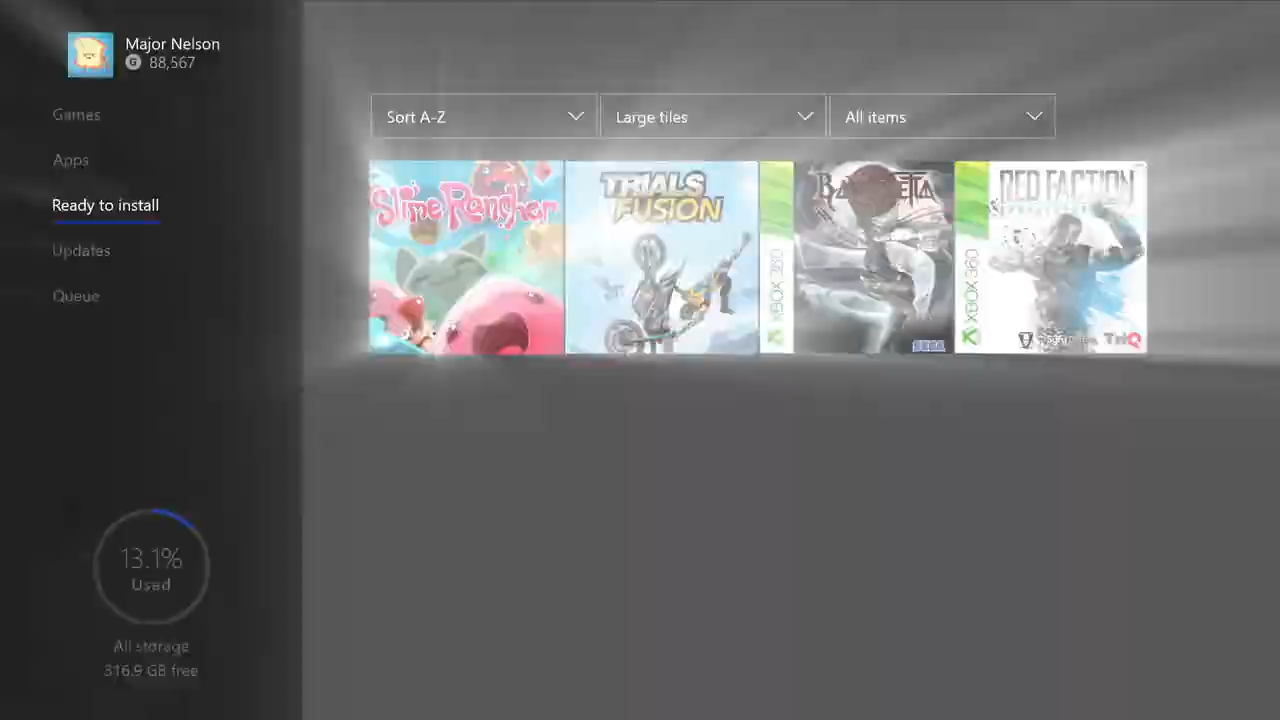 Major Nelson
G 88,567
Games
Apps
Ready to install
Updates
Queue
13.1%
Used
All storage
316.9 GB free
Sort A-Z
Large tiles
All items
Slime Rancher
TRIALS
FUSION
XBOX 360
BAYONETTA
SEGA
XBOX 360
RED FACTION
THQ